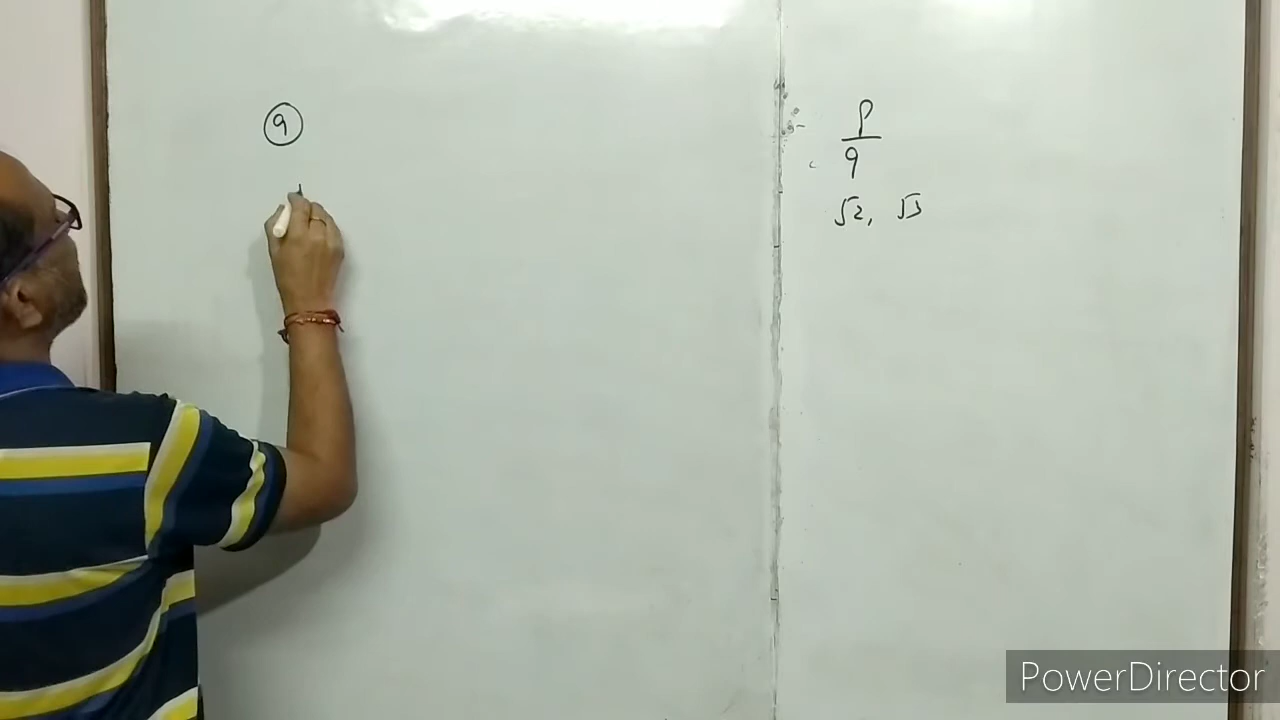 9
p
q
√2, √3
PowerDirector